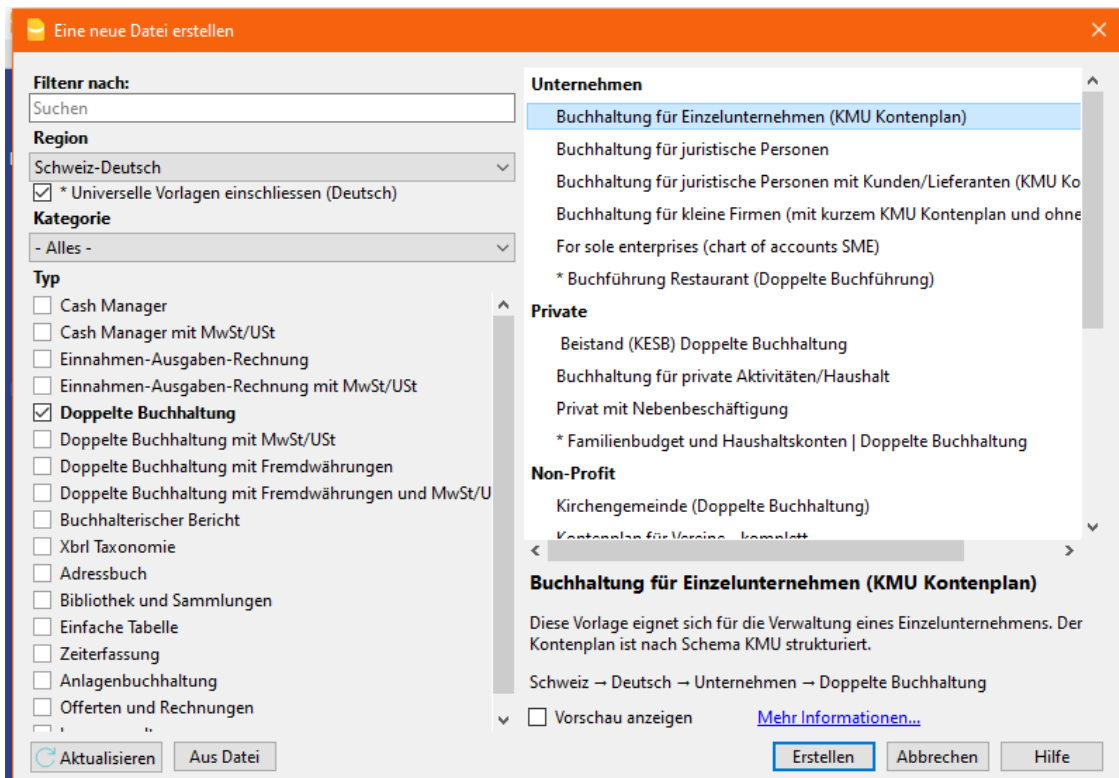 Eine neue Datei erstellen
Filtenr nach:
Suchen
Region
Schweiz-Deutsch
* Universelle Vorlagen einschliessen (Deutsch)
Kategorie
- Alles -
Typ
Cash Manager
Cash Manager mit MwSt/USt
Einnahmen-Ausgaben-Rechnung
Einnahmen-Ausgaben-Rechnung mit MwSt/USt
Doppelte Buchhaltung
Doppelte Buchhaltung mit MwSt/USt
Doppelte Buchhaltung mit Fremdwährungen
Doppelte Buchhaltung mit Fremdwährungen und MwSt/U
Buchhalterischer Bericht
Xbrl Taxonomie
Adressbuch
Bibliothek und Sammlungen
Einfache Tabelle
Zeiterfassung
Anlagenbuchhaltung
Offerten und Rechnungen
Aktualisieren
Aus Datei
Unternehmen
Buchhaltung für Einzelunternehmen (KMU Kontenplan)
Buchhaltung für juristische Personen
Buchhaltung für juristische Personen mit Kunden/Lieferanten (KMU Ko
Buchhaltung für kleine Firmen (mit kurzem KMU Kontenplan und ohne
For sole enterprises (chart of accounts SME)
* Buchführung Restaurant (Doppelte Buchführung)
Private
Beistand (KESB) Doppelte Buchhaltung
Buchhaltung für private Aktivitäten/Haushalt
Privat mit Nebenbeschäftigung
* Familienbudget und Haushaltskonten | Doppelte Buchhaltung
Non-Profit
Kirchengemeinde (Doppelte Buchhaltung)
Kontenplan für Vereine - komplett
Buchhaltung für Einzelunternehmen (KMU Kontenplan)
Diese Vorlage eignet sich für die Verwaltung eines Einzelunternehmens. Der
Kontenplan ist nach Schema KMU strukturiert.
Schweiz → Deutsch → Unternehmen → Doppelte Buchhaltung
Vorschau anzeigen
Mehr Informationen...
Erstellen
Abbrechen
Hilfe